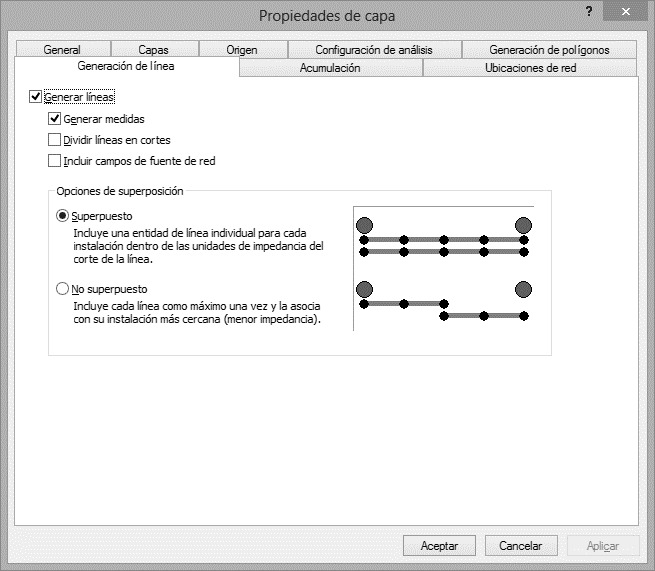 Propiedades de capa
?
General
Capas
Origen
Configuración de análisis
Generación de polígonos
Generación de línea
Acumulación
Ubicaciones de red
Generar líneas
Generar medidas
Dividir líneas en cortes
Incluir campos de fuente de red
Opciones de superposición
Superpuesto
Incluye una entidad de línea individual para cada
instalación dentro de las unidades de impedancia del
corte de la línea.
No superpuesto
Incluye cada línea como máximo una vez y la asocia
con su instalación más cercana (menor impedancia).
Aceptar
Cancelar
Aplicar